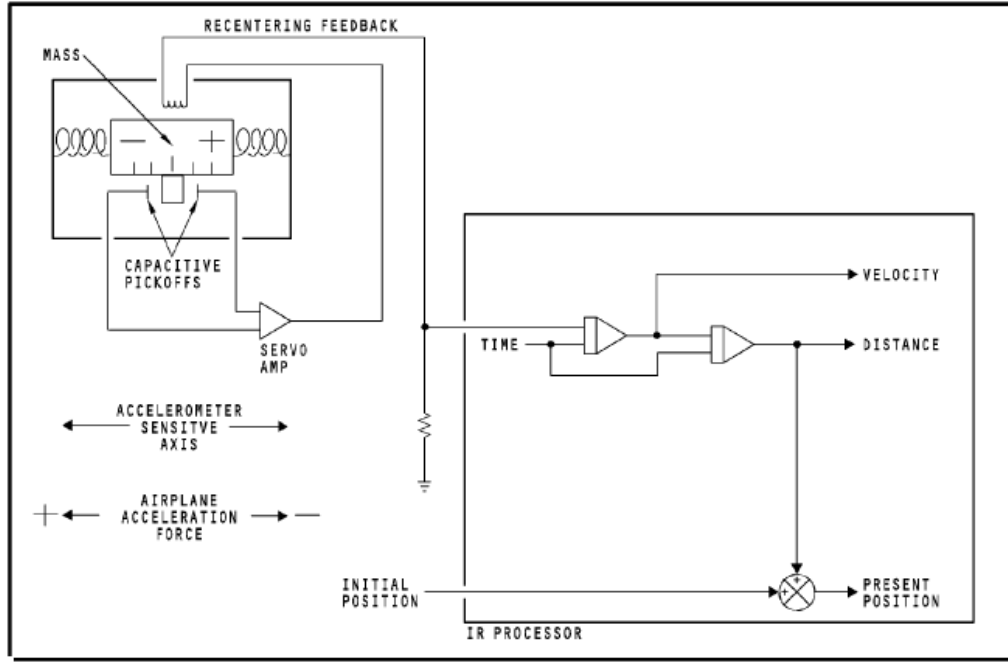 RECENTERING FEEDBACK
MASS
−
+
CAPACITIVE
PICKOFFS
SERVO
AMP
VELOCITY
TIME
DISTANCE
ACCELEROMETER
SENSITVE
AXIS
AIRPLANE
+
ACCELERATION
−
FORCE
+
+
INITIAL
POSITION
PRESENT
POSITION
IR PROCESSOR